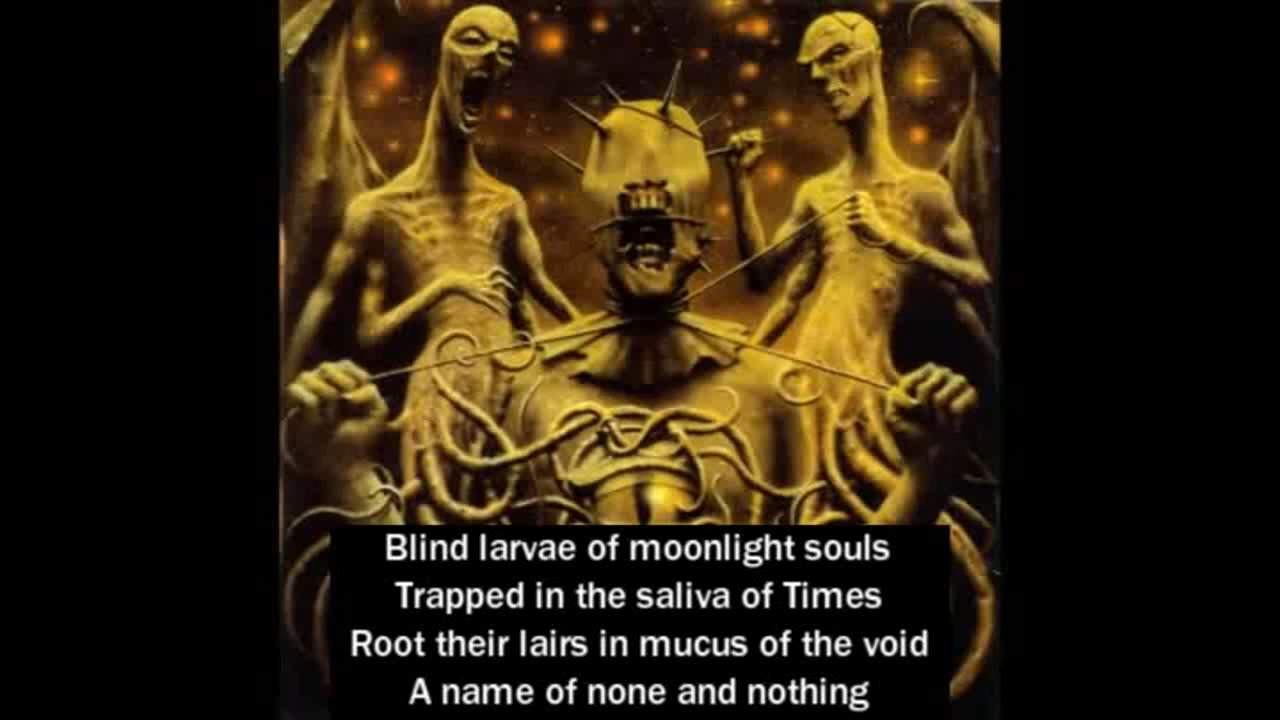 Blind larvae of moonlight souls
Trapped in the saliva of Times
Root their lairs in mucus of the void
A name of none and nothing